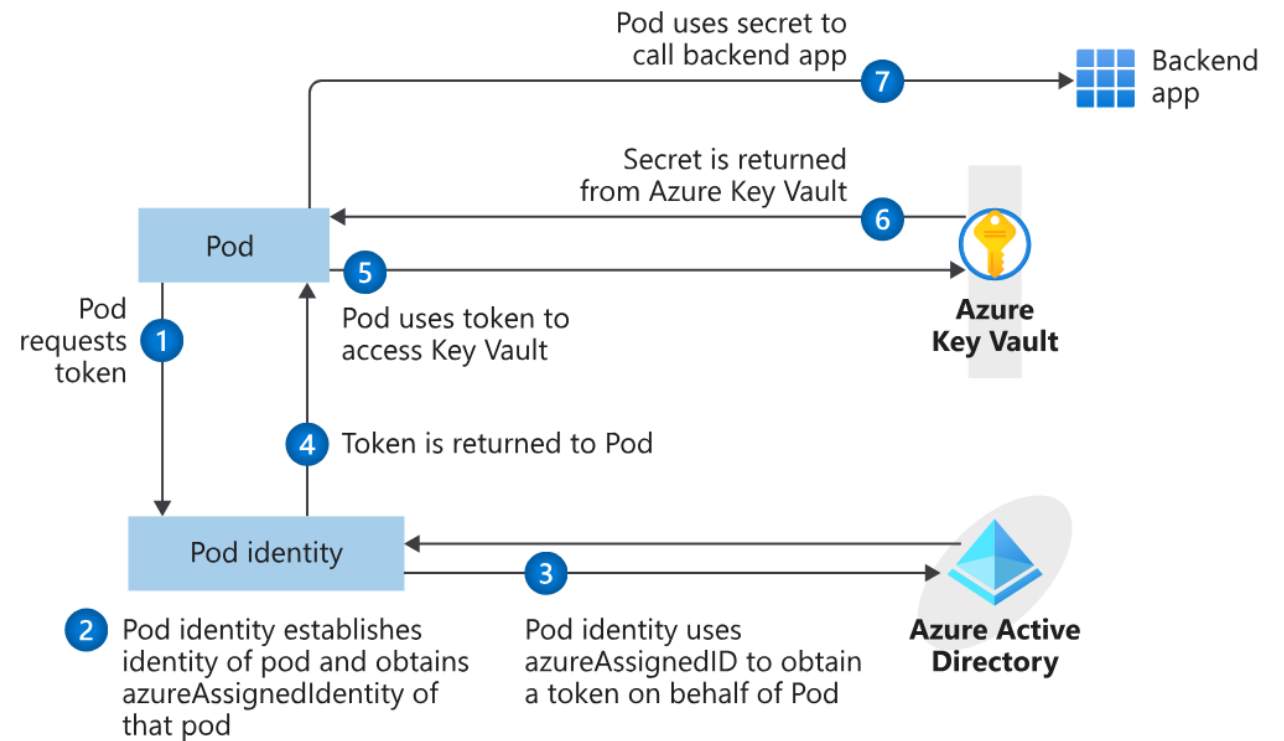 Pod uses secret to
call backend app
7
Backend
app
Secret is returned
from Azure Key Vault
6
Pod
5
Pod uses token to
access Key Vault
Azure
Key Vault
Pod
requests
token
1
4
Token is returned to Pod
Pod identity
3
2
Pod identity establishes
identity of pod and obtains
azureAssignedIdentity of
that pod
Pod identity uses
azureAssignedID to obtain
a token on behalf of Pod
Azure Active
Directory